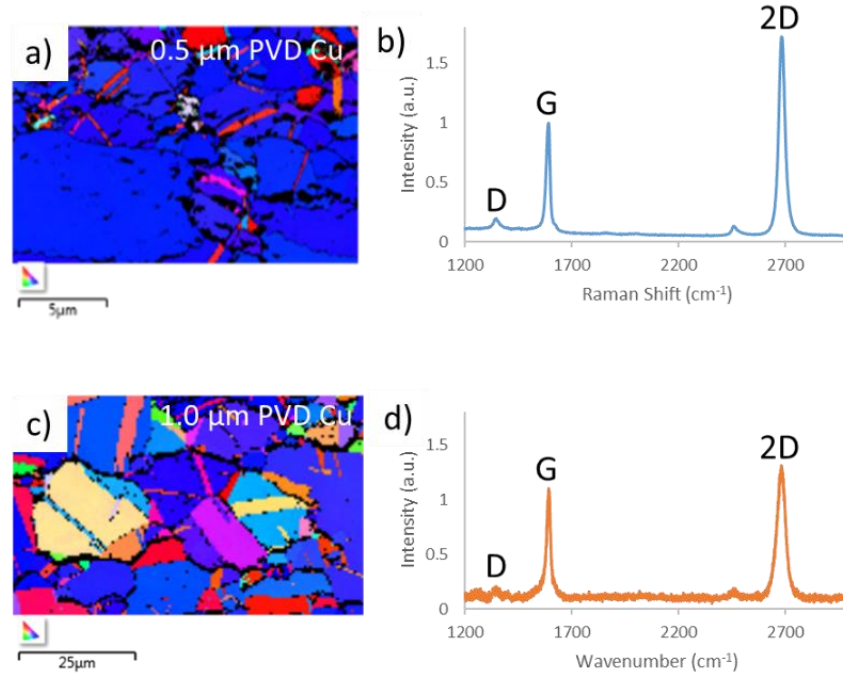 a)
0.5 µm PVD Cu
5µm
b)
2D
G
D
Intensity (a.u.)
1.5
1
0.5
0
1200
1700
2200
2700
Raman Shift (cm-1)
c)
1.0 µm PVD Cu
25µm
d)
2D
G
D
Intensity (a.u.)
1.5
1
0.5
0
1200
1700
2200
2700
Wavenumber (cm-1)